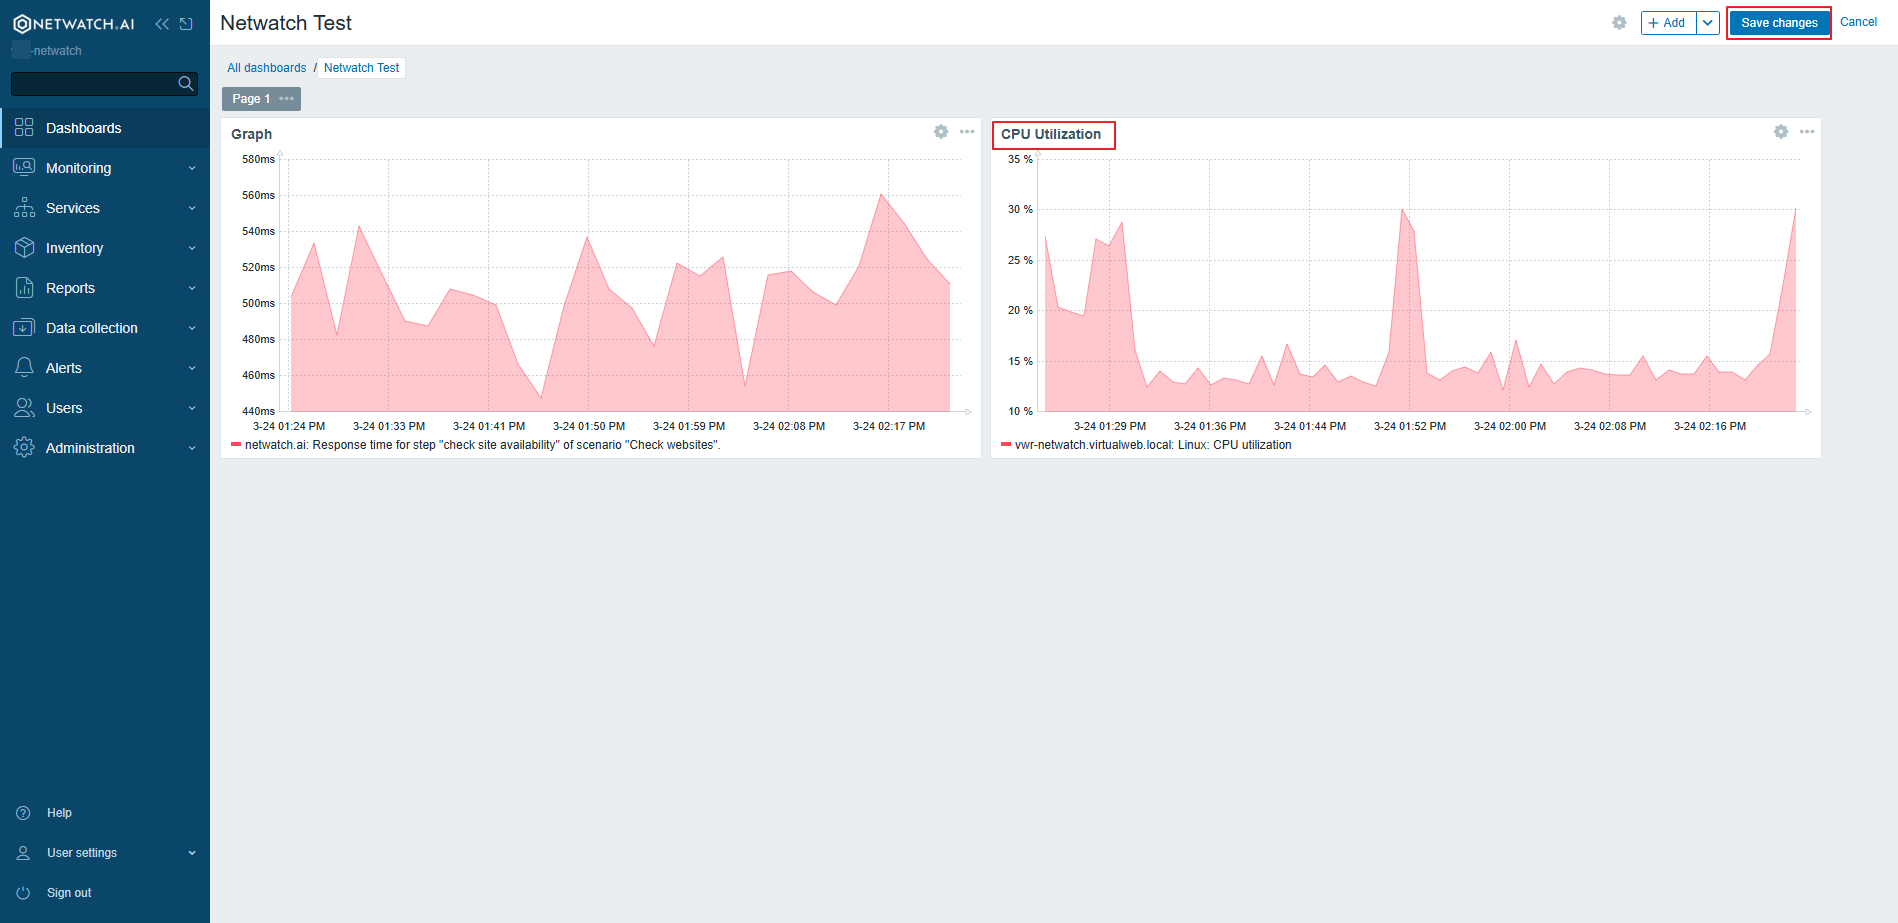 NETWATCH.AI
-netwatch
Dashboards
Monitoring
Services
Inventory
Reports
Data collection
Alerts
Users
Administration
Help
User settings
Sign out
Netwatch Test
+ Add
Save changes
Cancel
All dashboards / Netwatch Test
Page 1
Graph
580ms
560ms
540ms
520ms
500ms
480ms
460ms
440ms
3-24 01:24 PM 3-24 01:33 PM 3-24 01:41 PM 3-24 01:50 PM 3-24 01:59 PM 3-24 02:08 PM 3-24 02:17 PM
netwatch.ai: Response time for step "check site availability" of scenario "Check websites".
CPU Utilization
35 %
30 %
25 %
20 %
15 %
10 %
3-24 01:29 PM 3-24 01:36 PM 3-24 01:44 PM 3-24 01:52 PM 3-24 02:00 PM 3-24 02:08 PM 3-24 02:16 PM
vwr-netwatch.virtualweb.local: Linux: CPU utilization